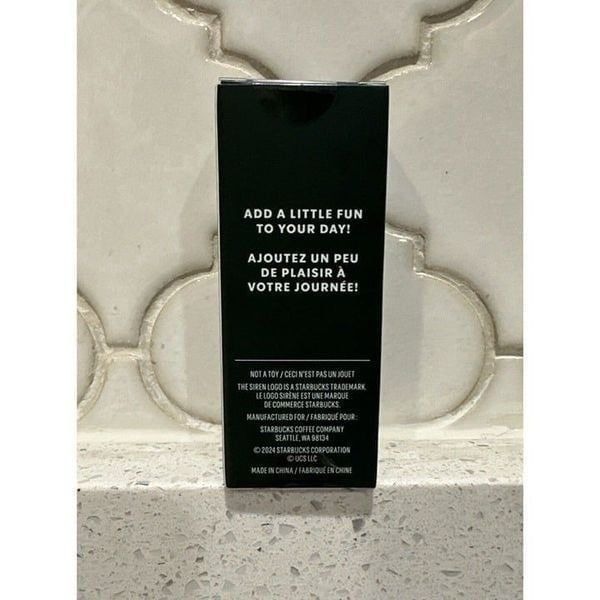 ADD A LITTLE FUN
TO YOUR DAY!
AJOUTEZ UN PEU
DE PLAISIR À
VOTRE JOURNÉE!
NOT A TOY / CECI N'EST PAS UN JOUET
THE SIREN LOGO IS A STARBUCKS TRADEMARK.
LE LOGO SIRÈNE EST UNE MARQUE
DE COMMERCE STARBUCKS.
MANUFACTURED FOR / FABRIQUÉ POUR:
STARBUCKS COFFEE COMPANY
SEATTLE, WA 98134
© 2024 STARBUCKS CORPORATION
© UCS LLC
MADE IN CHINA / FABRIQUÉ EN CHINE